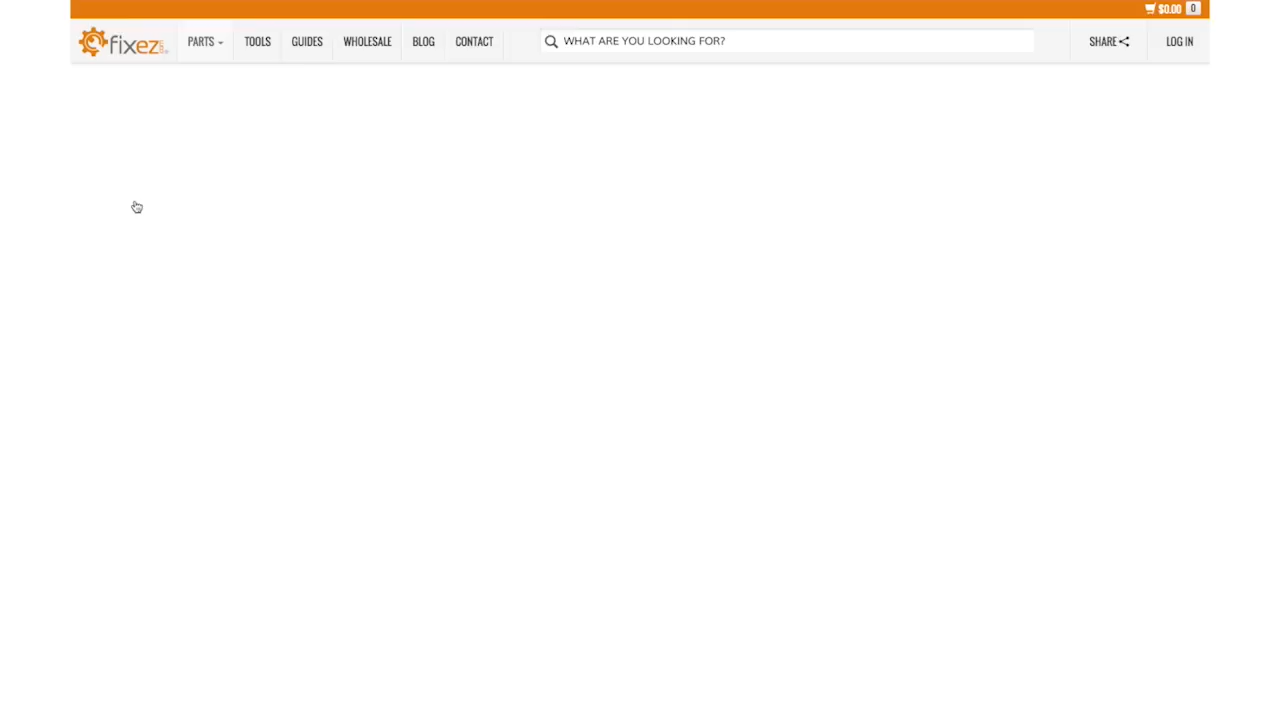 $0.00 0
fixez
PARTS TOOLS GUIDES WHOLESALE BLOG CONTACT WHAT ARE YOU LOOKING FOR? SHARE LOG IN